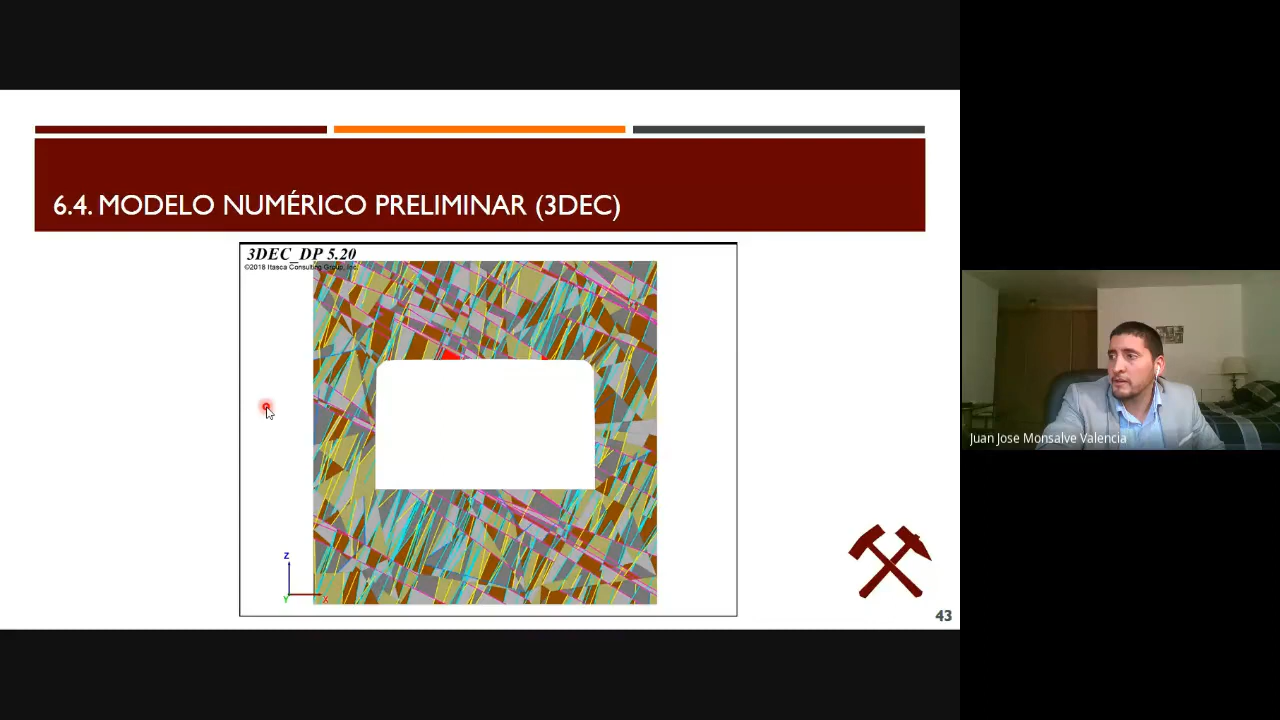 6.4. MODELO NUMÉRICO PRELIMINAR (3DEC)
3DEC_DP 5.20
©2018 Itasca Consulting Group, Inc.
Z
Y
X
Juan Jose Monsalve Valencia
43